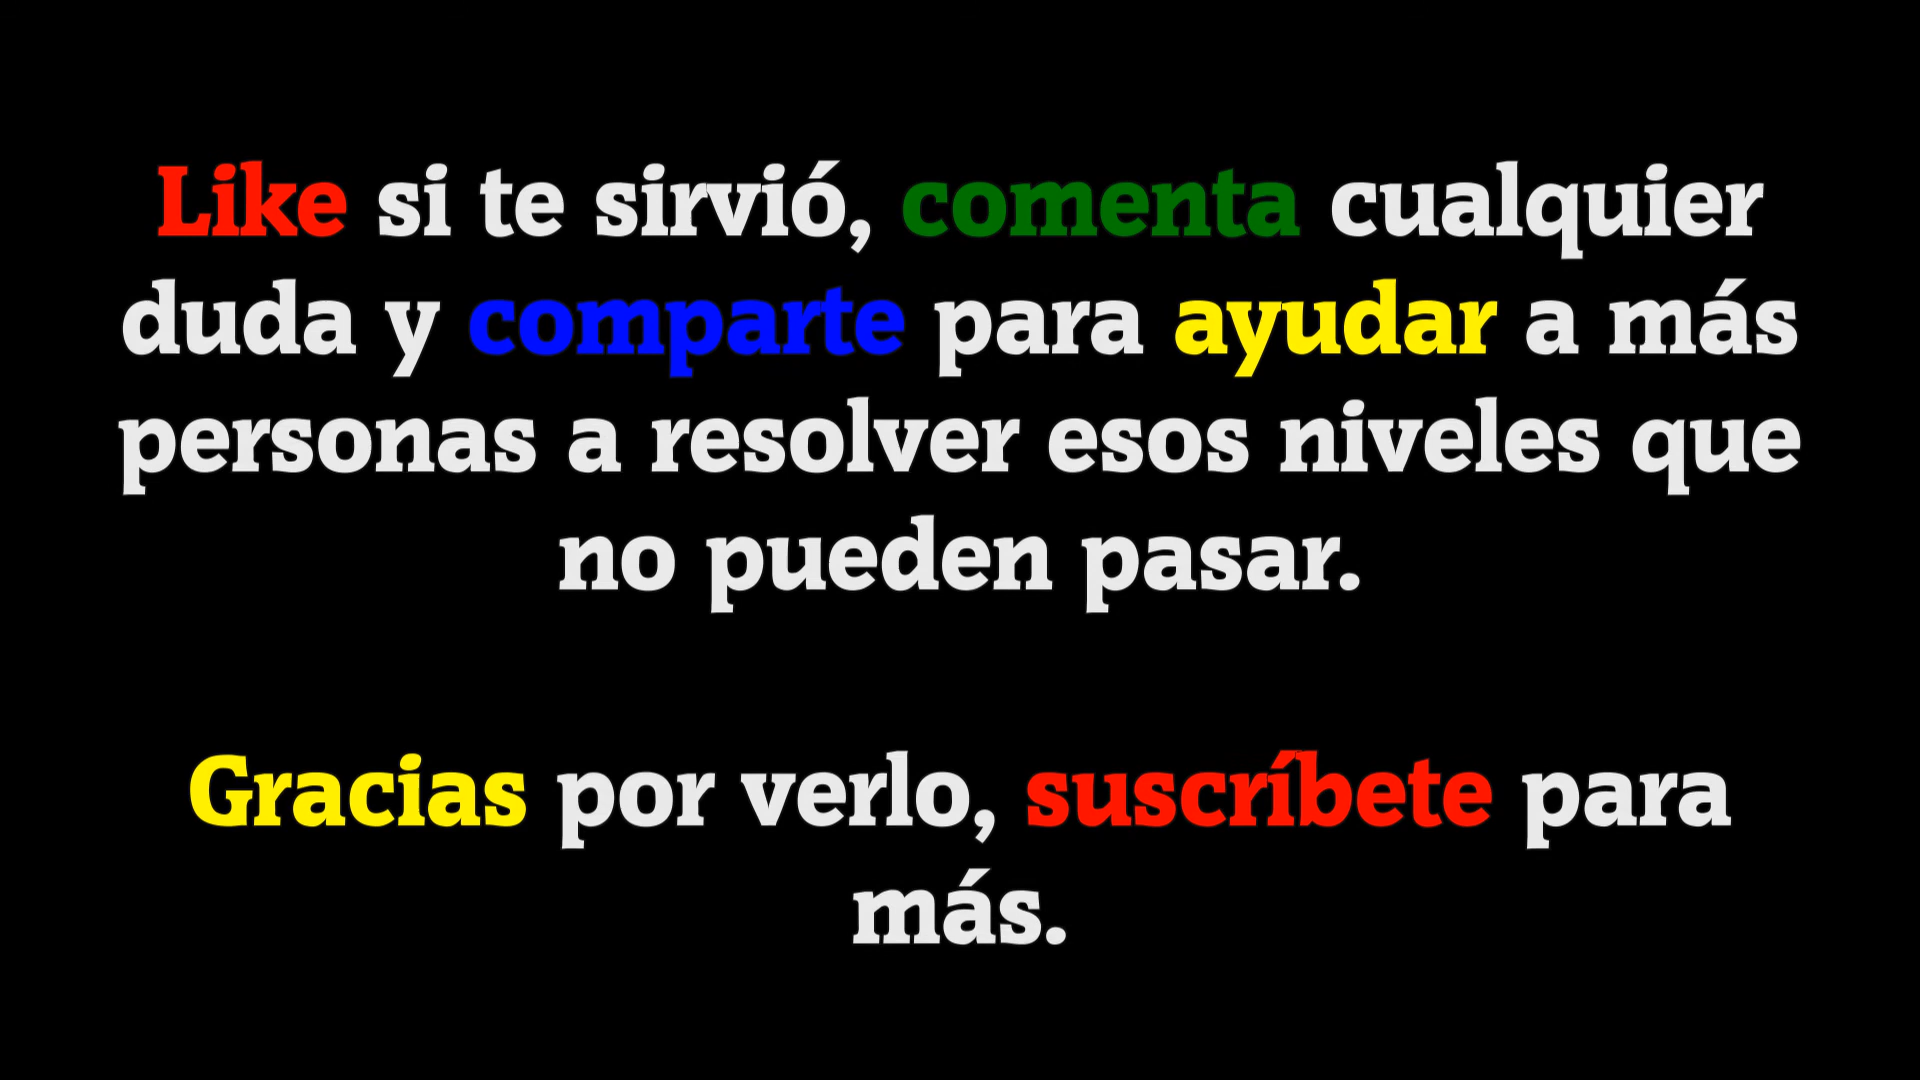 Like si te sirvió, comenta cualquier
duda y comparte para ayudar a más
personas a resolver esos niveles que
no pueden pasar.
Gracias por verlo, suscríbete para
más.